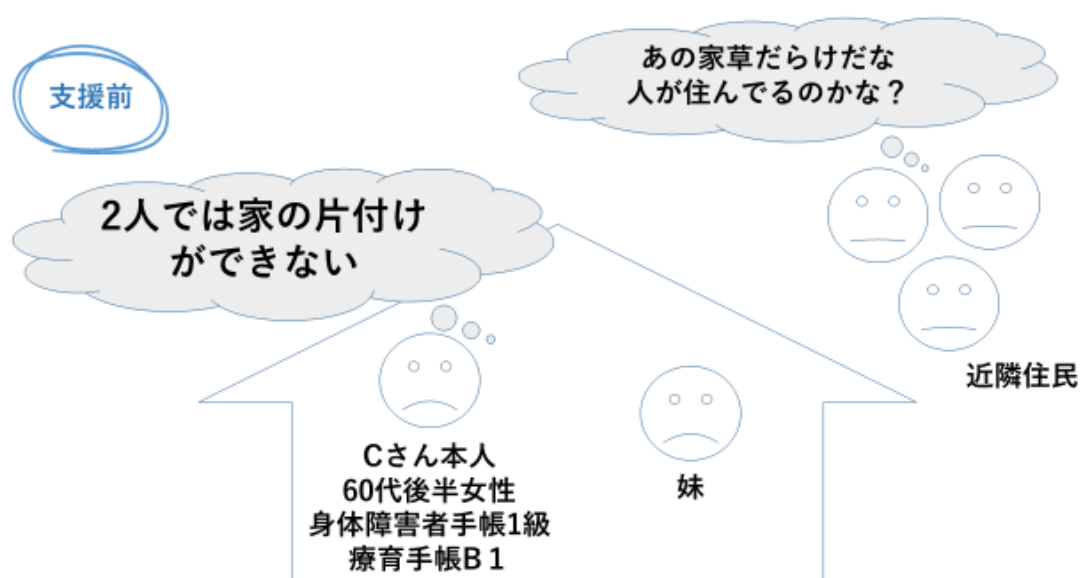 支援前
あの家草だらけだな
人が住んでるのかな？
2人では家の片付け
ができない
近隣住民
Cさん本人
60代後半女性
身体障害者手帳1級
療育手帳B１
妹